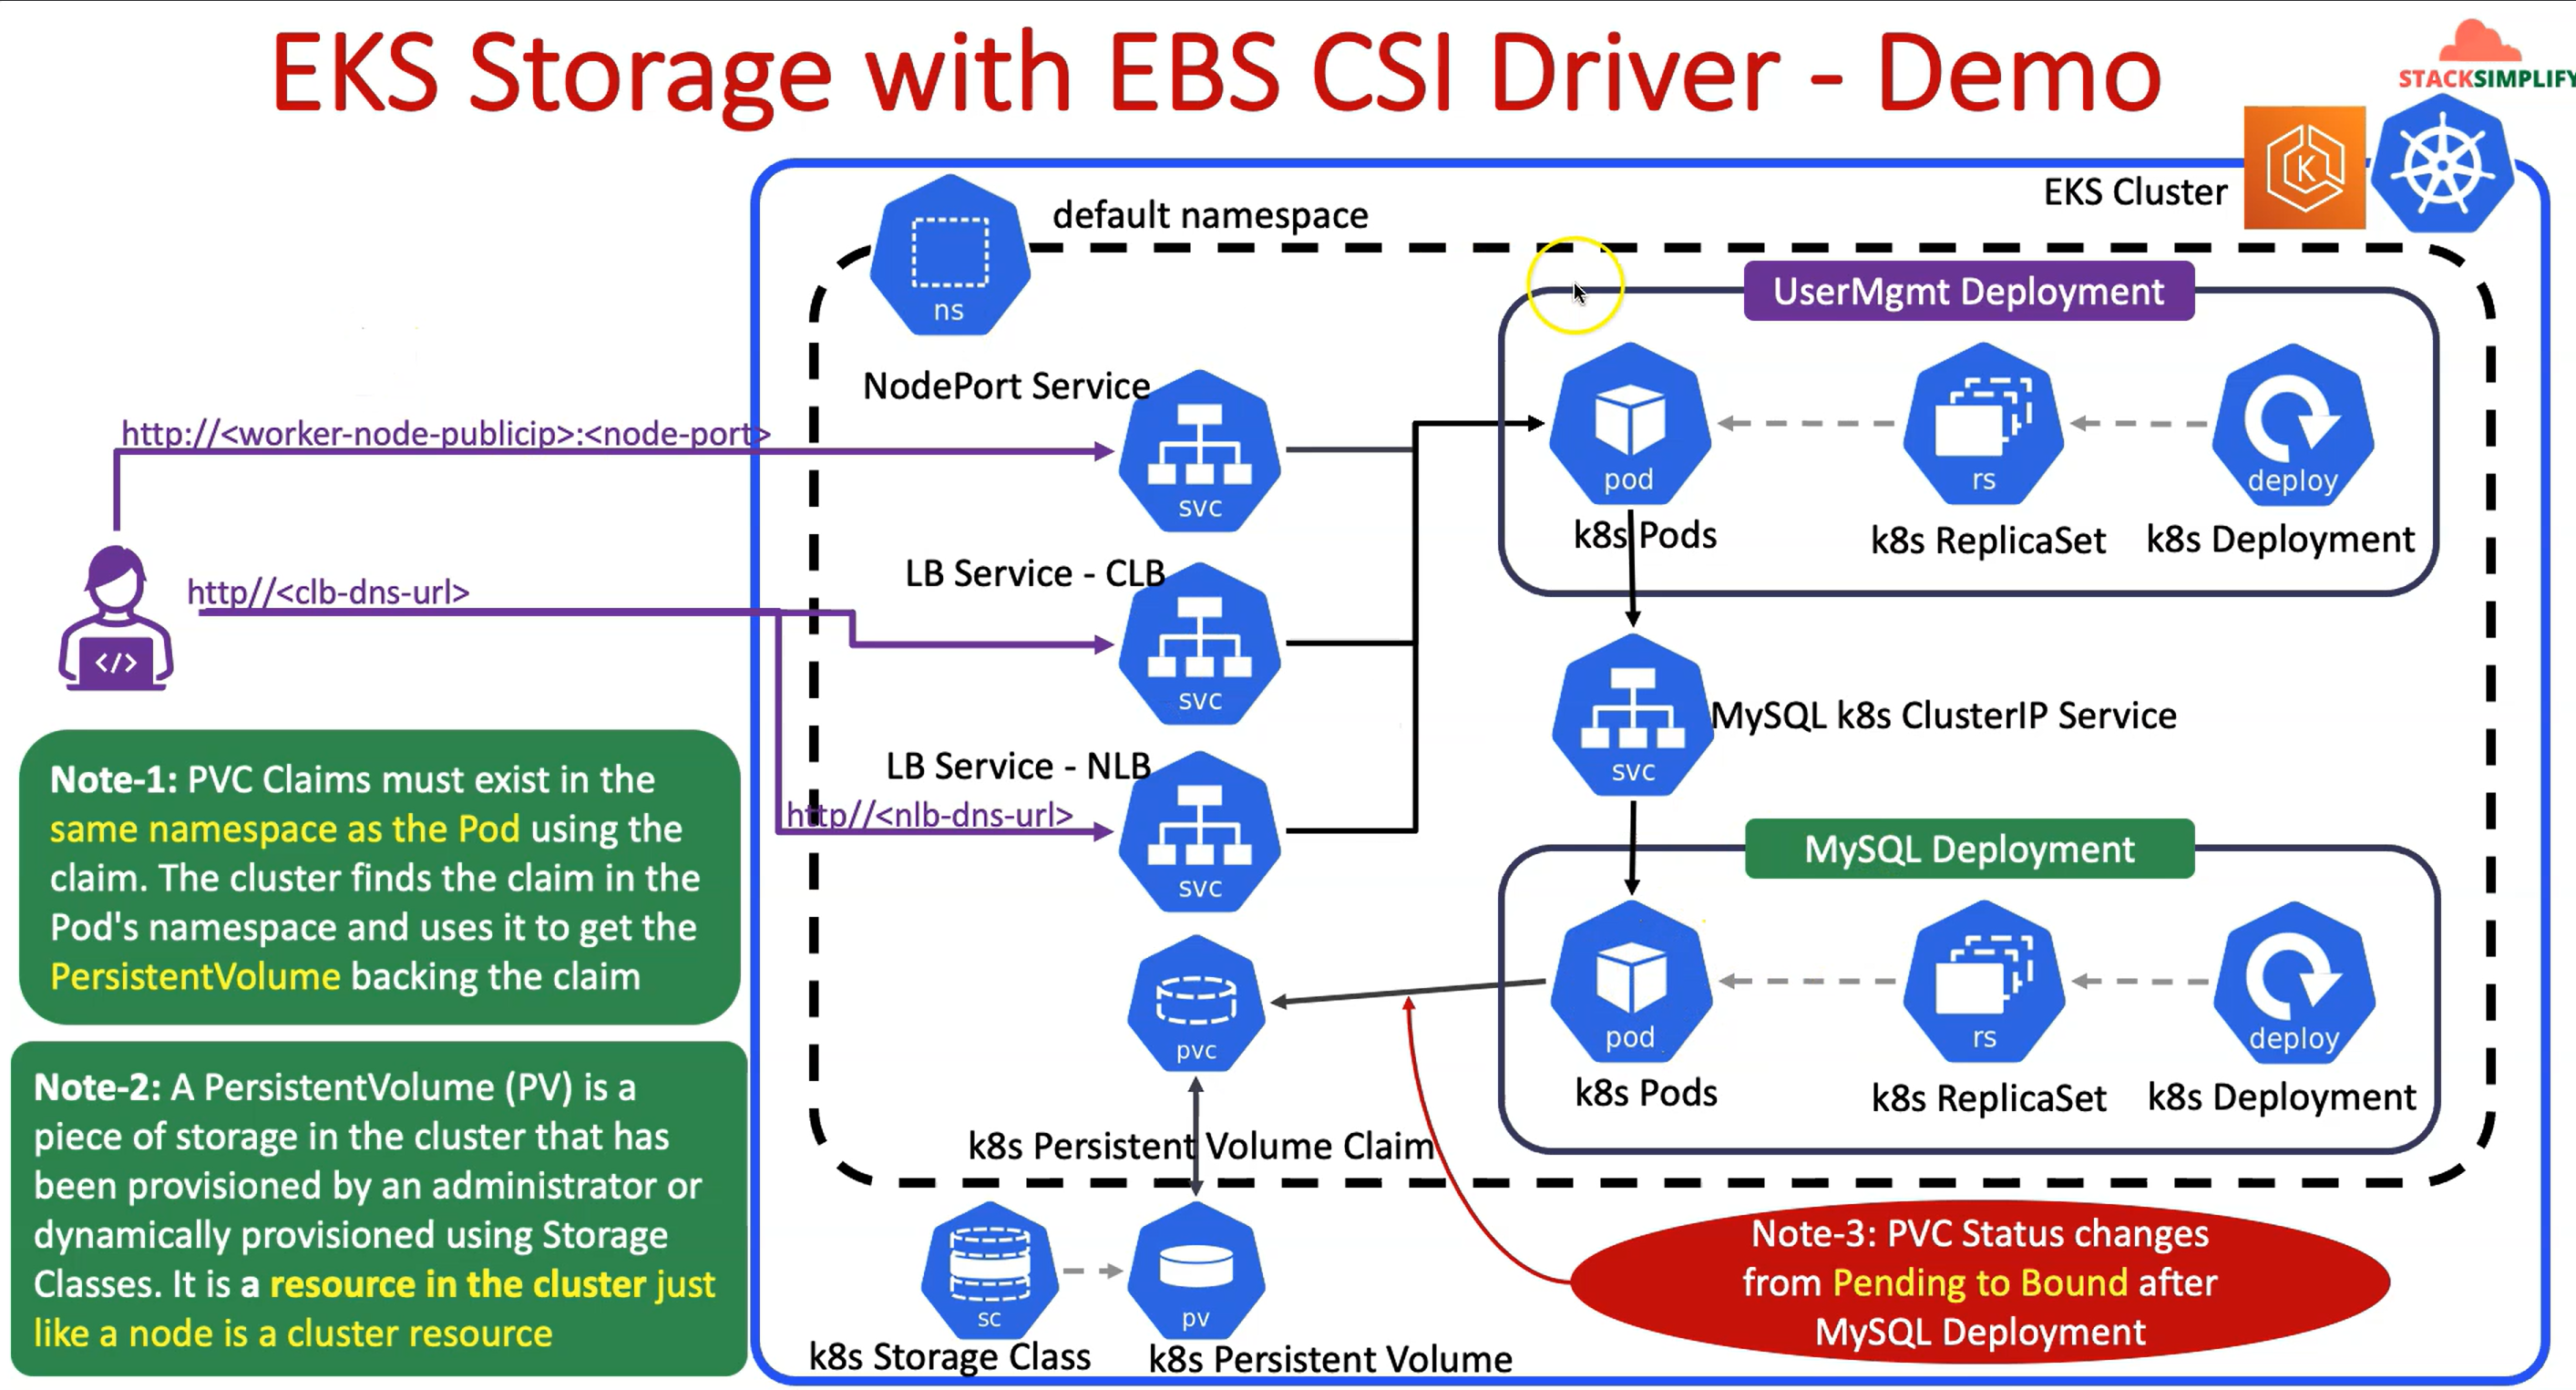 EKS Storage with EBS CSI Driver - Demo
STACKSIMPLIFY
EKS Cluster
default namespace
ns
UserMgmt Deployment
NodePort Service
svc
http://<worker-node-publicip>:<node-port>
pod
rs
deploy
k8s Pods
k8s ReplicaSet
k8s Deployment
LB Service - CLB
svc
http//<clb-dns-url>
</>
MySQL k8s ClusterIP Service
svc
LB Service - NLB
http//<nlb-dns-url>
svc
MySQL Deployment
pod
rs
deploy
k8s Pods
k8s ReplicaSet
k8s Deployment
pvc
k8s Persistent Volume Claim
sc
pv
k8s Storage Class
k8s Persistent Volume
Note-1: PVC Claims must exist in the
same namespace as the Pod using the
claim. The cluster finds the claim in the
Pod's namespace and uses it to get the
PersistentVolume backing the claim
Note-2: A PersistentVolume (PV) is a
piece of storage in the cluster that has
been provisioned by an administrator or
dynamically provisioned using Storage
Classes. It is a resource in the cluster just
like a node is a cluster resource
Note-3: PVC Status changes
from Pending to Bound after
MySQL Deployment